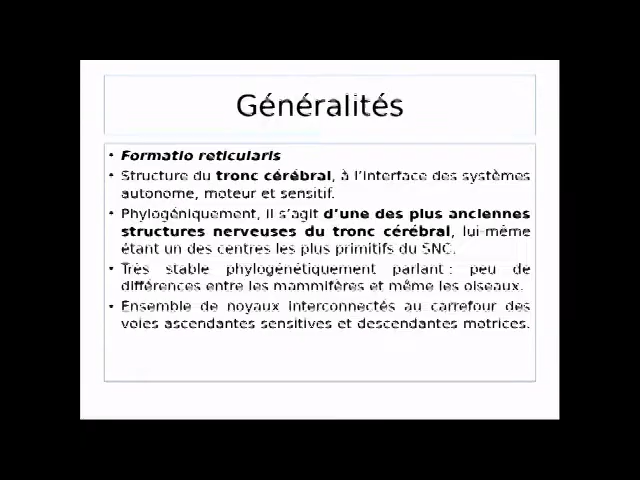 Généralités
• Formatio reticularis
• Structure du tronc cérébral, à l'interface des systèmes
autonome, moteur et sensitif.
• Phylogéniquement, il s'agit d'une des plus anciennes
structures nerveuses du tronc cérébral, lui-même
étant un des centres les plus primitifs du SNC.
• Très stable phylogénétiquement parlant : peu de
différences entre les mammifères et même les oiseaux.
• Ensemble de noyaux interconnectés au carrefour des
voies ascendantes sensitives et descendantes motrices.